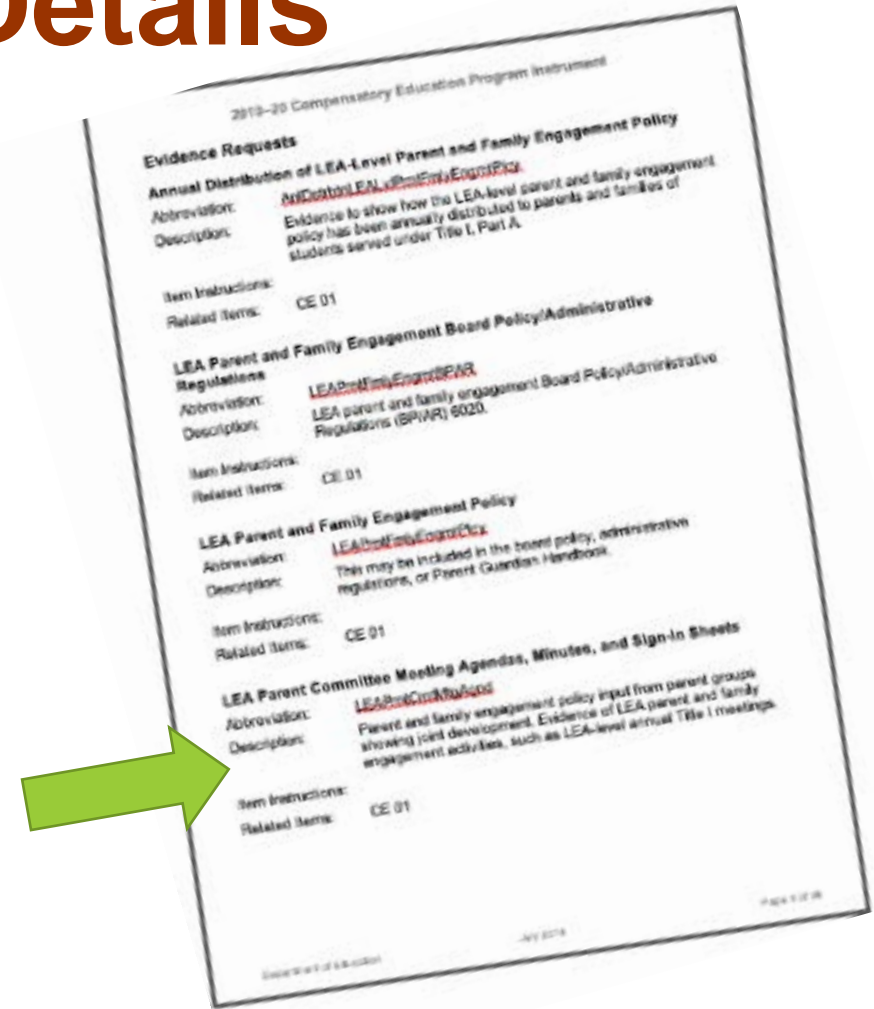 Details
2019–20 Compensatory Education Program Instrument
Evidence Requests
Annual Distribution of LEA-Level Parent and Family Engagement Policy
Abbreviation:
Description: Evidence to show how the LEA-level parent and family engagement
policy has been annually distributed to parents and families of
students served under Title I, Part A.
Item Instructions:
Related Items: CE 01
LEA Parent and Family Engagement Board Policy/Administrative
Regulations
Abbreviation: LEAPrntFmlyEngmtBPAR
Description: LEA parent and family engagement Board Policy/Administrative
Regulations (BP/AR) 6020.
Item Instructions:
Related Items: CE 01
LEA Parent and Family Engagement Policy
Abbreviation:
Description: This may be included in the board policy, administrative
regulations, or Parent Guardian Handbook.
Item Instructions:
Related Items: CE 01
LEA Parent Committee Meeting Agendas, Minutes, and Sign-in Sheets
Abbreviation:
Description: Parent and family engagement policy input from parent groups
showing joint development. Evidence of LEA parent and family
engagement activities, such as LEA-level annual Title I meetings.
Item Instructions:
Related Items: CE 01
Department of Education July 2019 Page